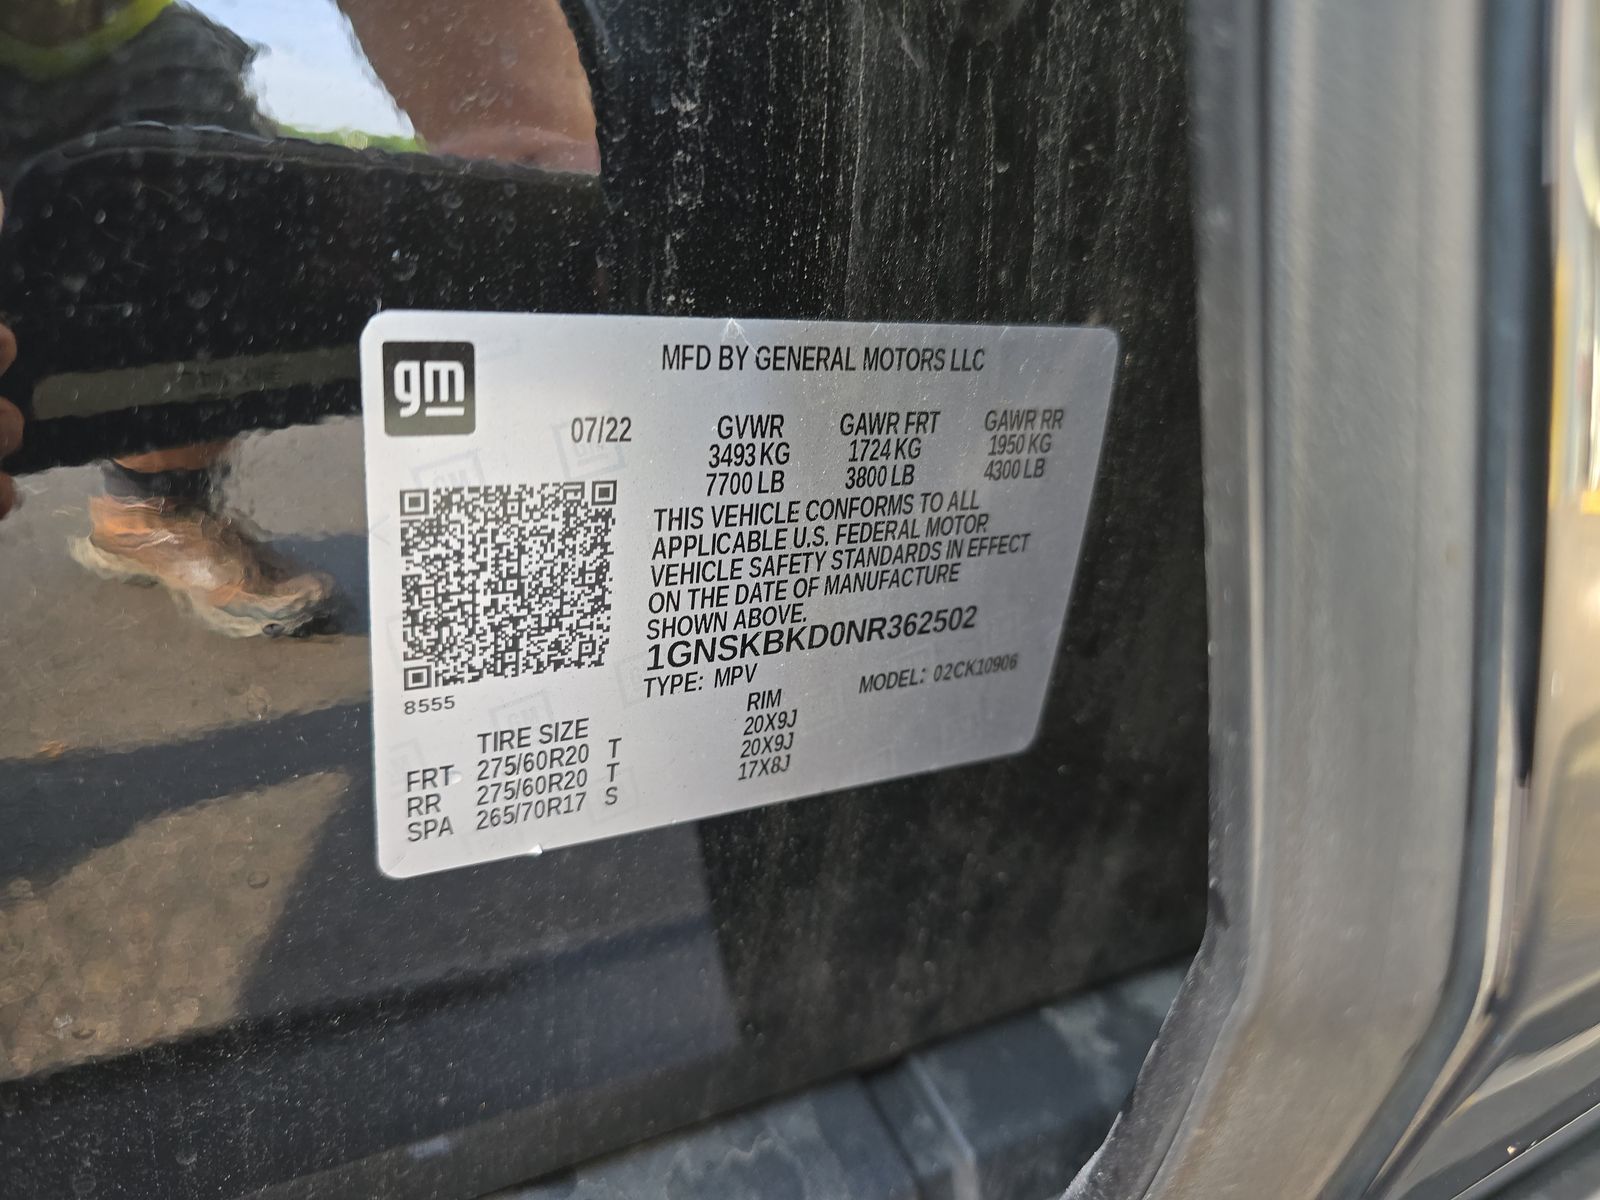 gm
MFD BY GENERAL MOTORS LLC
07/22 GVWR GAWR FRT GAWR RR
3493 KG 1724 KG 1950 KG
7700 LB 3800 LB 4300 LB
THIS VEHICLE CONFORMS TO ALL
APPLICABLE U.S. FEDERAL MOTOR
VEHICLE SAFETY STANDARDS IN EFFECT
ON THE DATE OF MANUFACTURE
SHOWN ABOVE.
1GNSKBKD0NR362502
TYPE: MPV MODEL: 02CK10906
8555
TIRE SIZE RIM
FRT 275/60R20 T 20X9J
RR 275/60R20 T 20X9J
SPA 265/70R17 S 17X8J